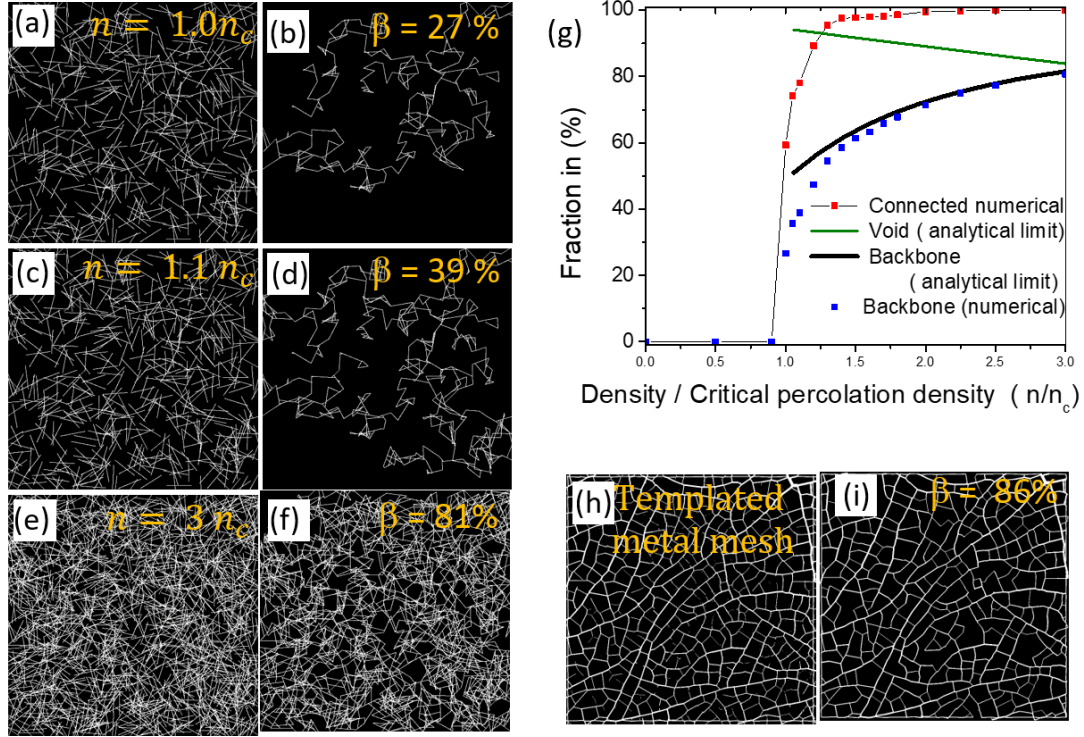 (a)
n = 1.0n_c
(b)
β = 27 %
(c)
n = 1.1 n_c
(d)
β = 39 %
(e)
n = 3 n_c
(f)
β = 81%
(g)
Fraction in (%)
100
80
60
40
20
0
Connected numerical
Void ( analytical limit)
Backbone
( analytical limit)
Backbone (numerical)
0.0 0.5 1.0 1.5 2.0 2.5 3.0
Density / Critical percolation density ( n/n_c)
(h)
Templated
metal mesh
(i)
β = 86%